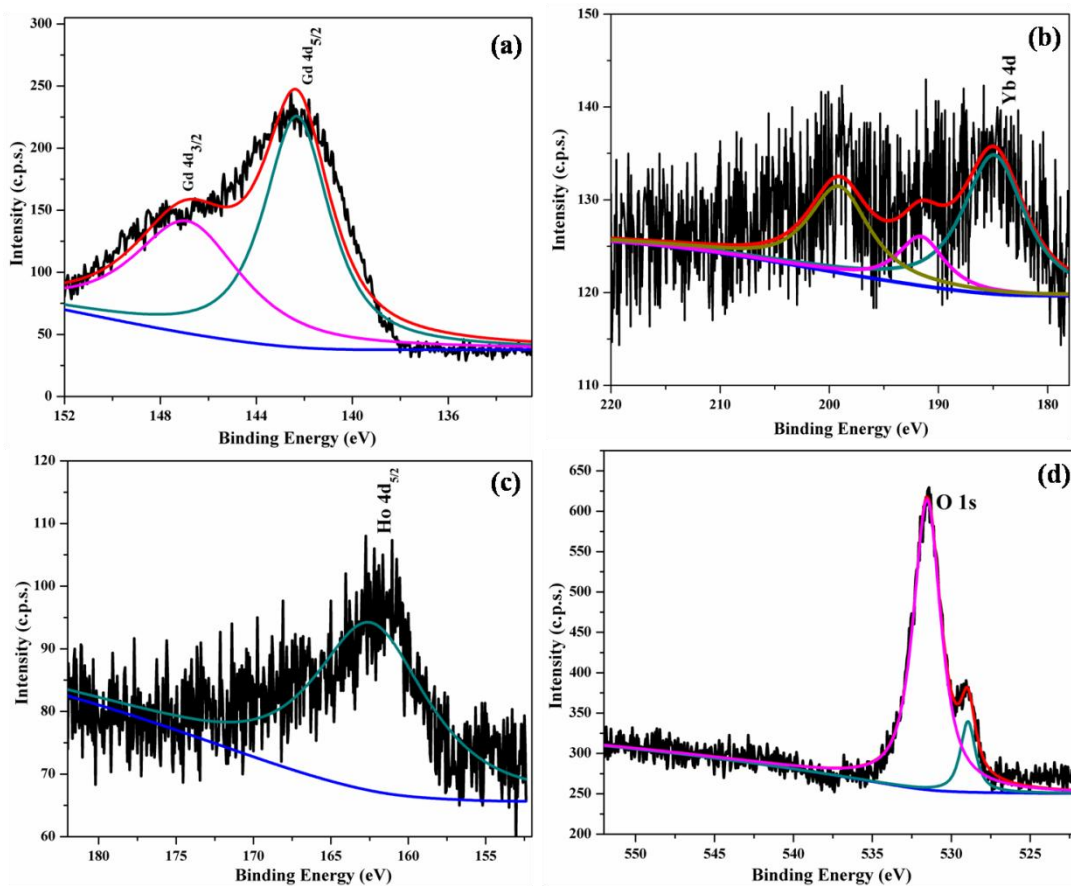 (a)
Gd 4d3/2
Gd 4d5/2
Intensity (c.p.s.)
300
250
200
150
100
50
0
152 148 144 140 136
Binding Energy (eV)
(b)
Yb 4d
Intensity (c.p.s.)
150
140
130
120
110
220 210 200 190 180
Binding Energy (eV)
(c)
Ho 4d5/2
Intensity (c.p.s.)
120
110
100
90
80
70
60
180 175 170 165 160 155
Binding Energy (eV)
(d)
O 1s
Intensity (c.p.s.)
650
600
550
500
450
400
350
300
250
200
550 545 540 535 530 525
Binding Energy (eV)